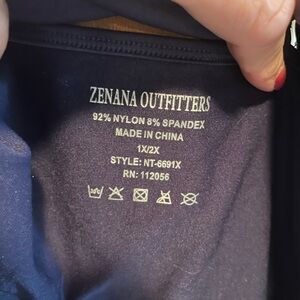 ZENANA OUTFITTERS
92% NYLON 8% SPANDEX
MADE IN CHINA
1X/2X
STYLE: NT-6691X
RN: 112056